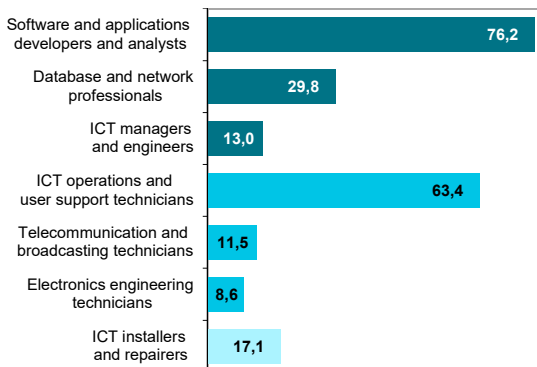 Software and applications
developers and analysts
76,2
Database and network
professionals
29,8
ICT managers
and engineers
13,0
ICT operations and
user support technicians
63,4
Telecommunication and
broadcasting technicians
11,5
Electronics engineering
technicians
8,6
ICT installers
and repairers
17,1